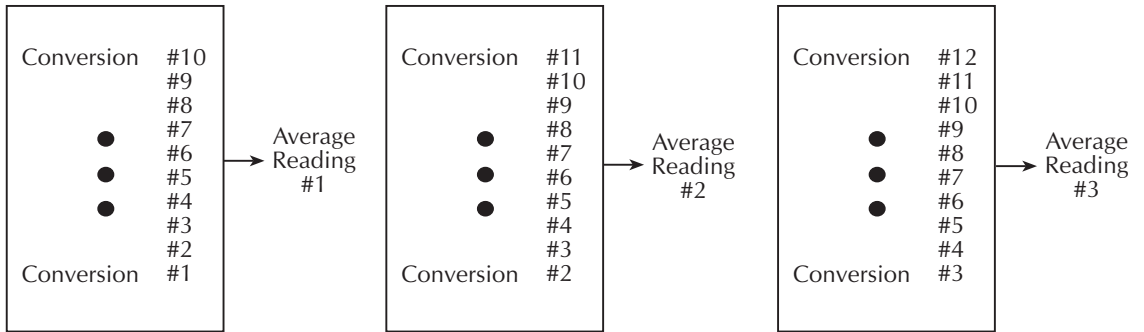 Conversion #10
#9
#8
#7
#6
#5
#4
#3
#2
Conversion #1
Average
Reading
#1
Conversion #11
#10
#9
#8
#7
#6
#5
#4
#3
Conversion #2
Average
Reading
#2
Conversion #12
#11
#10
#9
#8
#7
#6
#5
#4
Conversion #3
Average
Reading
#3